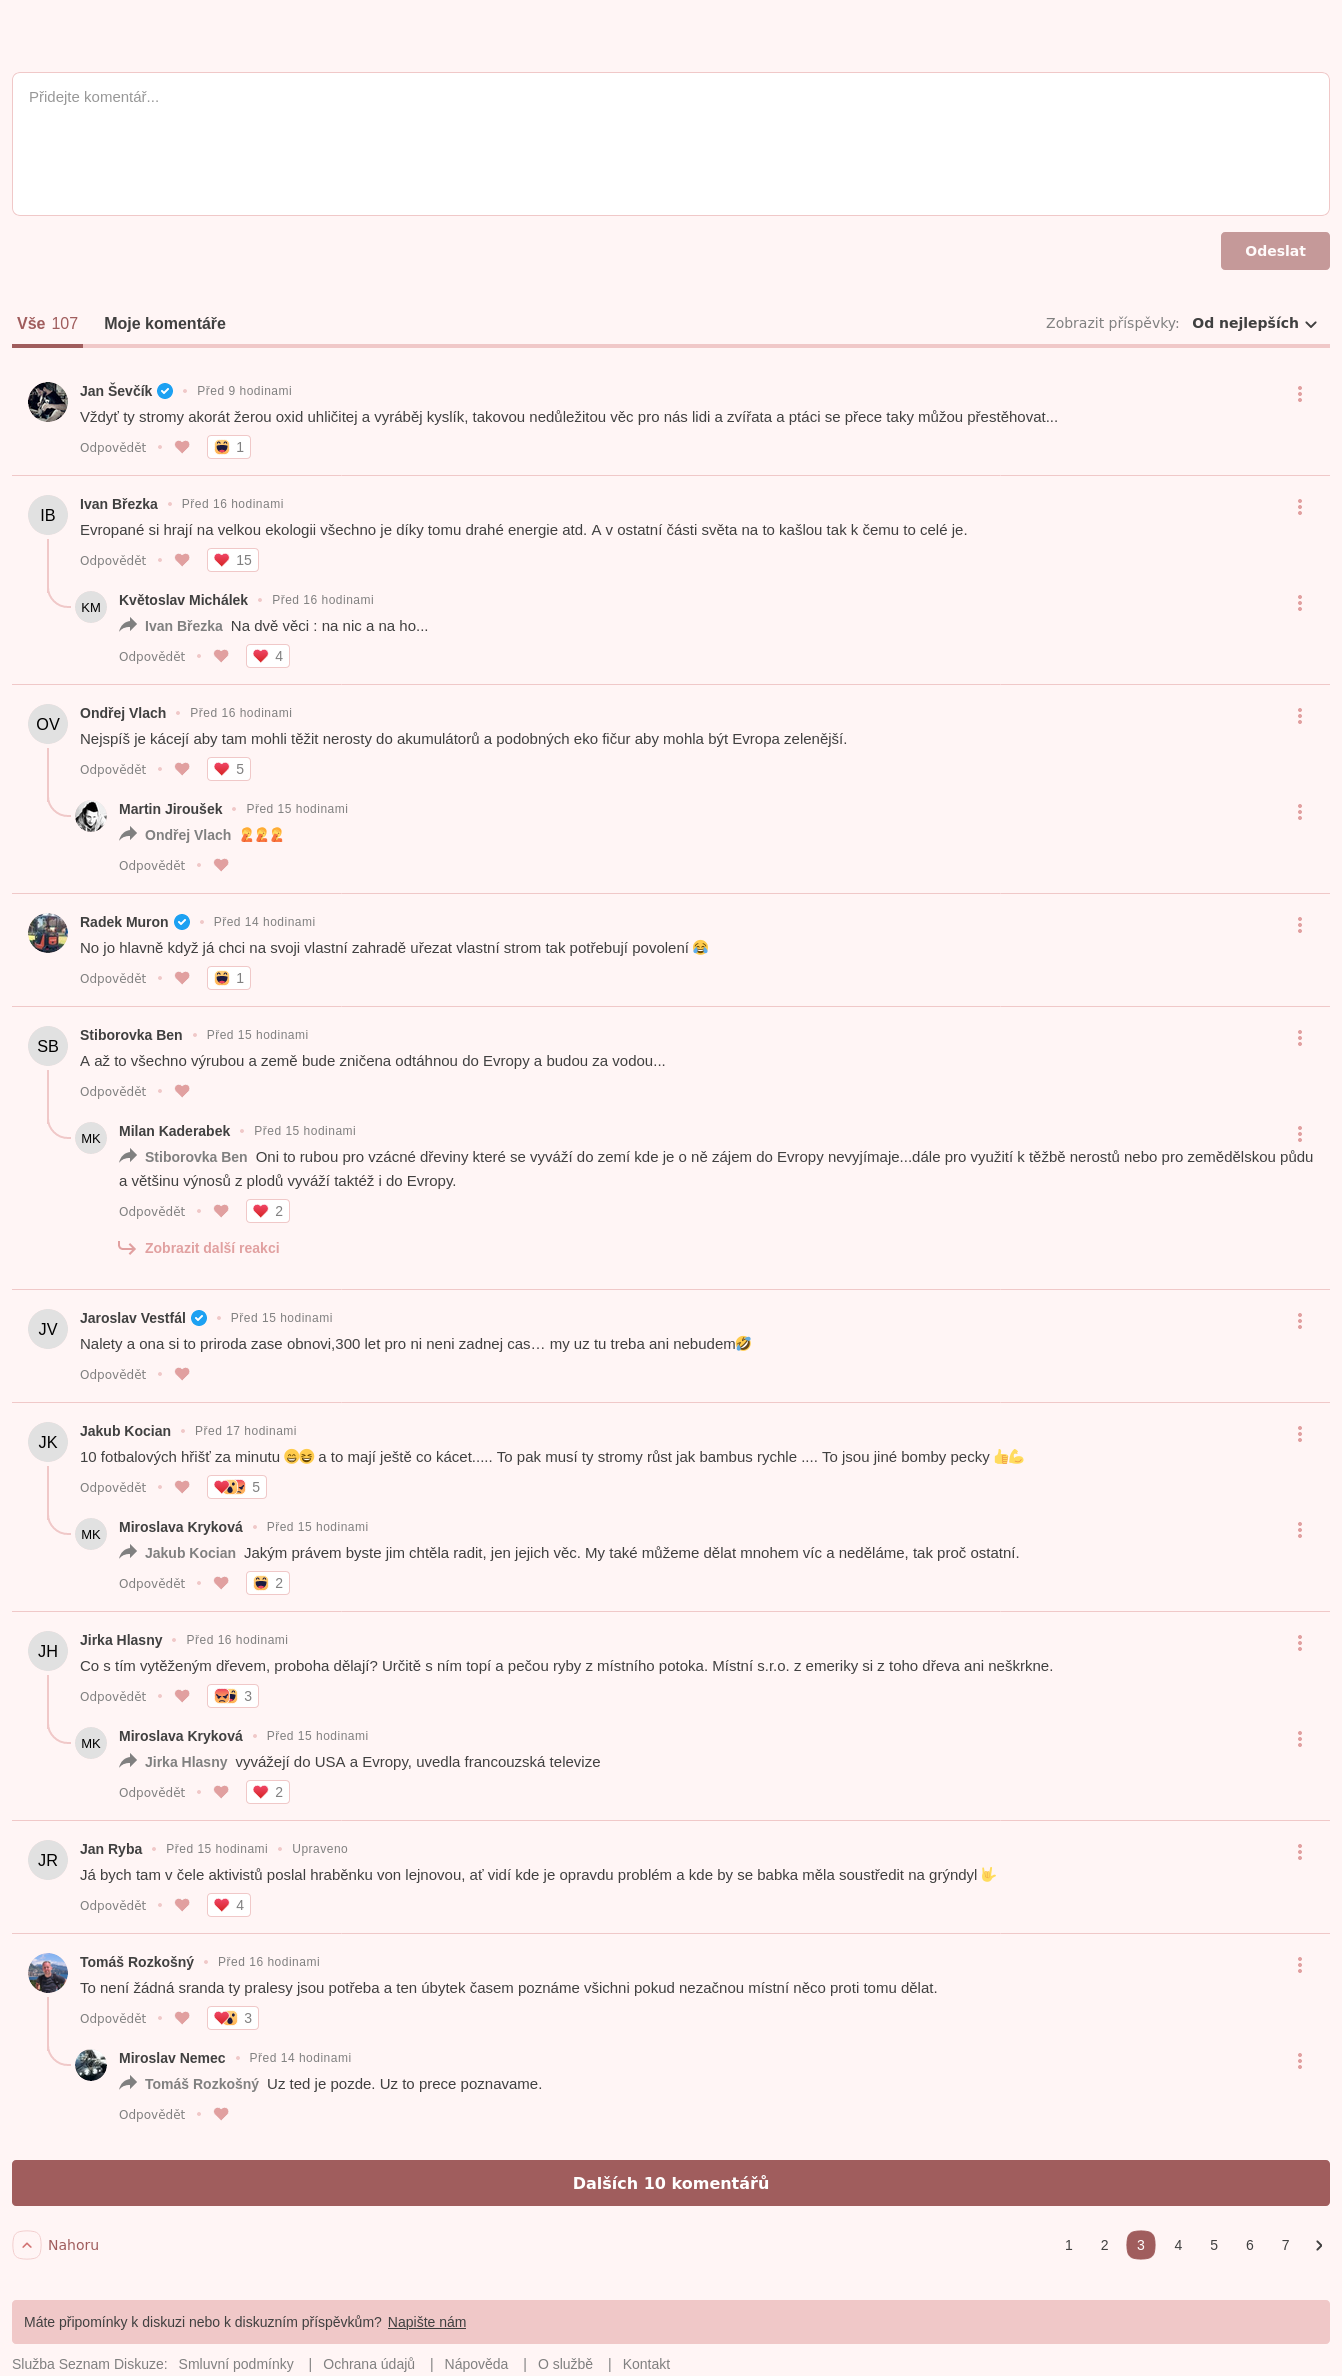 Přidejte komentář...
Odeslat
Vše 107 Moje komentáře Zobrazit příspěvky: Od nejlepších
Jan Ševčík • Před 9 hodinami
Vždyť ty stromy akorát žerou oxid uhličitej a vyráběj kyslík, takovou nedůležitou věc pro nás lidi a zvířata a ptáci se přece taky můžou přestěhovat...
Odpovědět • 1
IB Ivan Březka • Před 16 hodinami
Evropané si hrají na velkou ekologii všechno je díky tomu drahé energie atd. A v ostatní části světa na to kašlou tak k čemu to celé je.
Odpovědět • 15
KM Květoslav Michálek • Před 16 hodinami
Ivan Březka Na dvě věci : na nic a na ho...
Odpovědět • 4
OV Ondřej Vlach • Před 16 hodinami
Nejspíš je kácejí aby tam mohli těžit nerosty do akumulátorů a podobných eko fičur aby mohla být Evropa zelenější.
Odpovědět • 5
Martin Jiroušek • Před 15 hodinami
Ondřej Vlach 🤦🤦🤦
Odpovědět •
Radek Muron • Před 14 hodinami
No jo hlavně když já chci na svoji vlastní zahradě uřezat vlastní strom tak potřebují povolení 😂
Odpovědět • 1
SB Stiborovka Ben • Před 15 hodinami
A až to všechno výrubou a země bude zničena odtáhnou do Evropy a budou za vodou...
Odpovědět •
MK Milan Kaderabek • Před 15 hodinami
Stiborovka Ben Oni to rubou pro vzácné dřeviny které se vyváží do zemí kde je o ně zájem do Evropy nevyjímaje...dále pro využití k těžbě nerostů nebo pro zemědělskou půdu
a většinu výnosů z plodů vyváží taktéž i do Evropy.
Odpovědět • 2
Zobrazit další reakci
JV Jaroslav Vestfál • Před 15 hodinami
Nalety a ona si to priroda zase obnovi,300 let pro ni neni zadnej cas… my uz tu treba ani nebudem🤣
Odpovědět •
JK Jakub Kocian • Před 17 hodinami
10 fotbalových hřišť za minutu 😄😆 a to mají ještě co kácet..... To pak musí ty stromy růst jak bambus rychle .... To jsou jiné bomby pecky 👍💪
Odpovědět • 5
MK Miroslava Kryková • Před 15 hodinami
Jakub Kocian Jakým právem byste jim chtěla radit, jen jejich věc. My také můžeme dělat mnohem víc a neděláme, tak proč ostatní.
Odpovědět • 2
JH Jirka Hlasny • Před 16 hodinami
Co s tím vytěženým dřevem, proboha dělají? Určitě s ním topí a pečou ryby z místního potoka. Místní s.r.o. z emeriky si z toho dřeva ani neškrkne.
Odpovědět • 3
MK Miroslava Kryková • Před 15 hodinami
Jirka Hlasny vyvážejí do USA a Evropy, uvedla francouzská televize
Odpovědět • 2
JR Jan Ryba • Před 15 hodinami • Upraveno
Já bych tam v čele aktivistů poslal hraběnku von lejnovou, ať vidí kde je opravdu problém a kde by se babka měla soustředit na grýndyl 🤟
Odpovědět • 4
Tomáš Rozkošný • Před 16 hodinami
To není žádná sranda ty pralesy jsou potřeba a ten úbytek časem poznáme všichni pokud nezačnou místní něco proti tomu dělat.
Odpovědět • 3
Miroslav Nemec • Před 14 hodinami
Tomáš Rozkošný Uz ted je pozde. Uz to prece poznavame.
Odpovědět •
Dalších 10 komentářů
Nahoru 1 2 3 4 5 6 7
Máte připomínky k diskuzi nebo k diskuzním příspěvkům? Napište nám
Služba Seznam Diskuze: Smluvní podmínky | Ochrana údajů | Nápověda | O službě | Kontakt